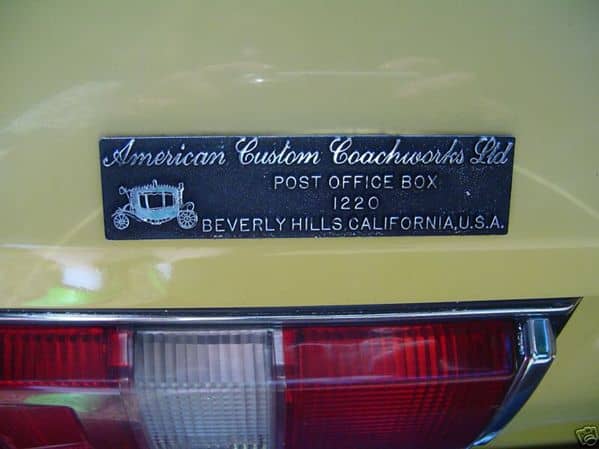 American Custom Coachworks Ltd
POST OFFICE BOX
1220
BEVERLY HILLS, CALIFORNIA, U.S.A.